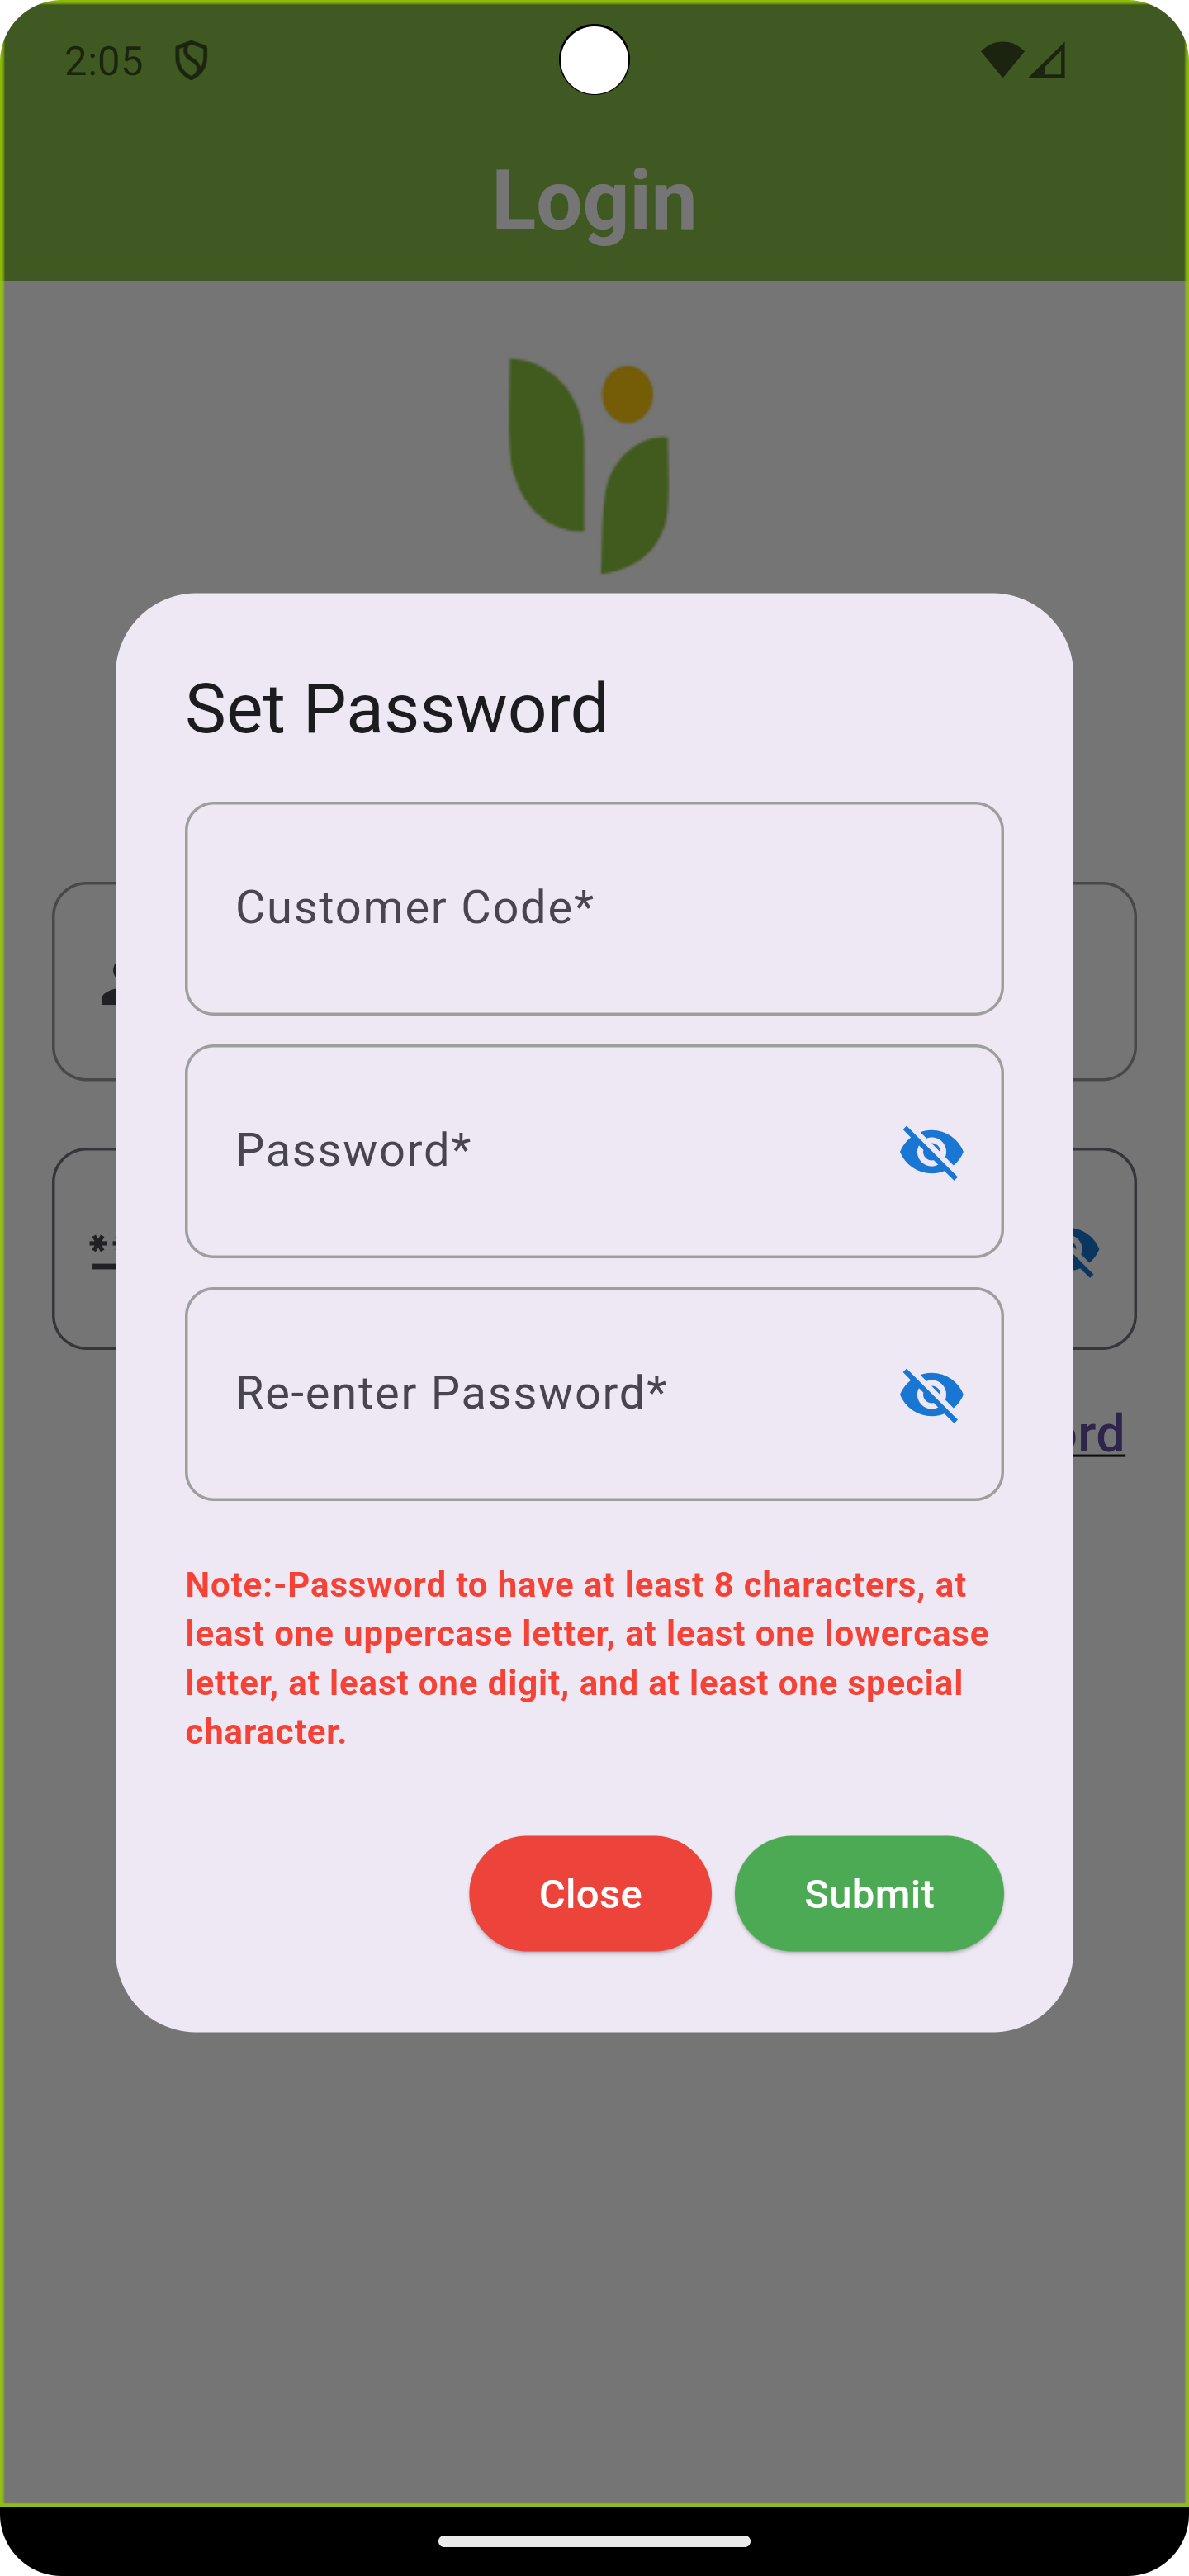 2:05
Login
Set Password
Customer Code*
Password*
Re-enter Password*
ord
Note:-Password to have at least 8 characters, at
least one uppercase letter, at least one lowercase
letter, at least one digit, and at least one special
character.
Close
Submit